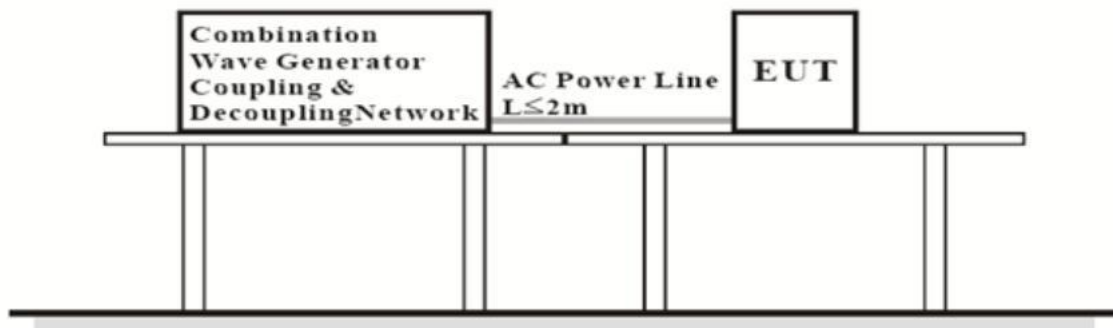 Combination
Wave Generator
Coupling &
DecouplingNetwork
AC Power Line
L≤2m
EUT